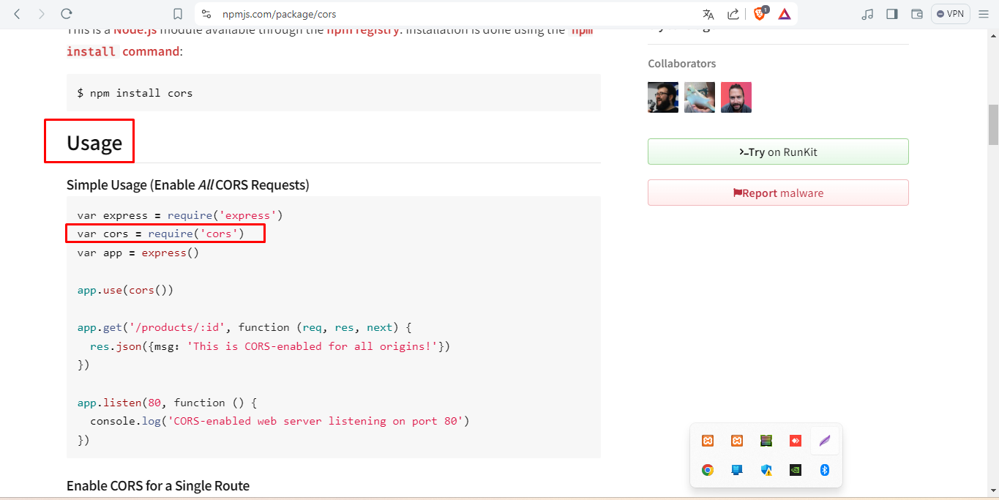 npmjs.com/package/cors
1
VPN
This is a Node.js module available through the npm registry. Installation is done using the npm
install command:
$ npm install cors
Usage
Simple Usage (Enable All CORS Requests)
var express = require('express')
var cors = require('cors')
var app = express()
app.use(cors())
app.get('/products/:id', function (req, res, next) {
res.json({msg: 'This is CORS-enabled for all origins!'})
})
app.listen(80, function () {
console.log('CORS-enabled web server listening on port 80')
})
Enable CORS for a Single Route
Collaborators
Try on RunKit
Report malware